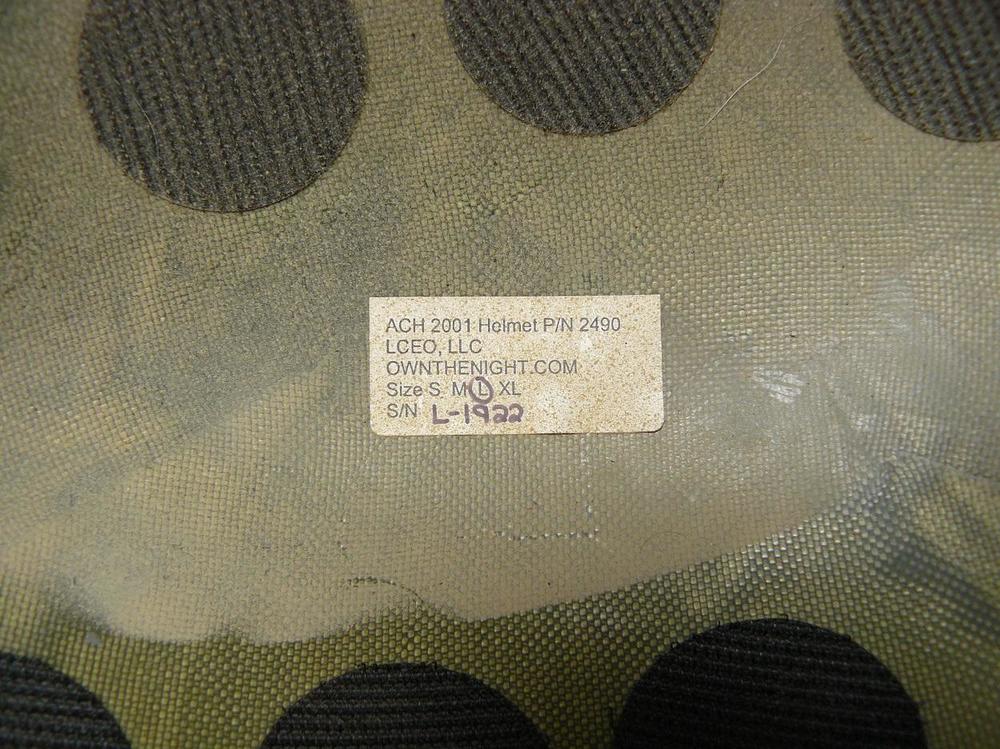 ACH 2001 Helmet P/N 2490
LCEO, LLC
OWNTHENIGHT.COM
Size S M L XL
S/N L-1922